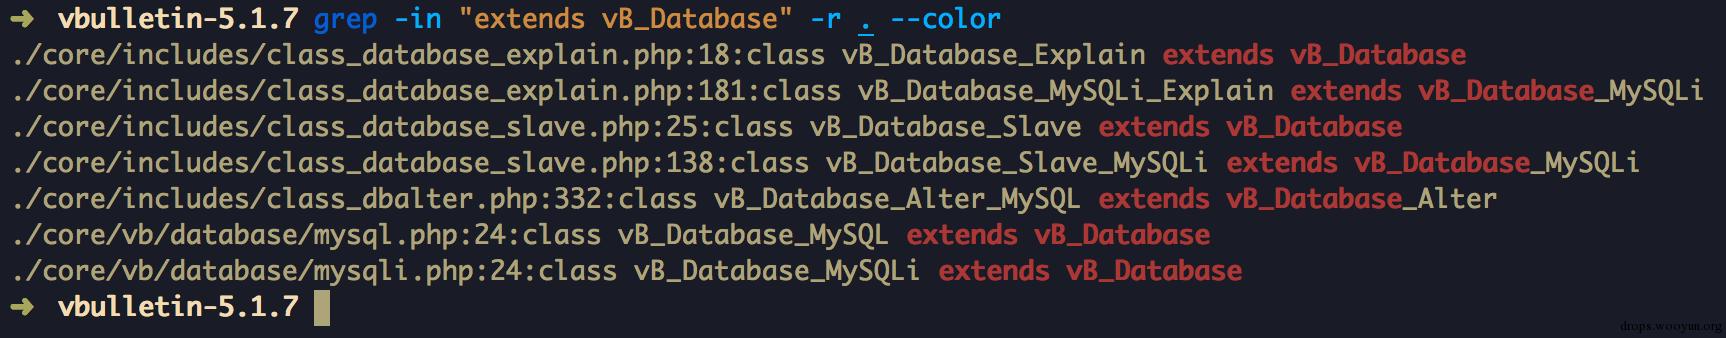 ➜ vbulletin-5.1.7 grep -in "extends vB_Database" -r . --color
./core/includes/class_database_explain.php:18:class vB_Database_Explain extends vB_Database
./core/includes/class_database_explain.php:181:class vB_Database_MySQLi_Explain extends vB_Database_MySQLi
./core/includes/class_database_slave.php:25:class vB_Database_Slave extends vB_Database
./core/includes/class_database_slave.php:138:class vB_Database_Slave_MySQLi extends vB_Database_MySQLi
./core/includes/class_dbalter.php:332:class vB_Database_Alter_MySQL extends vB_Database_Alter
./core/vb/database/mysql.php:24:class vB_Database_MySQL extends vB_Database
./core/vb/database/mysqli.php:24:class vB_Database_MySQLi extends vB_Database
➜ vbulletin-5.1.7
drops.wooyun.org